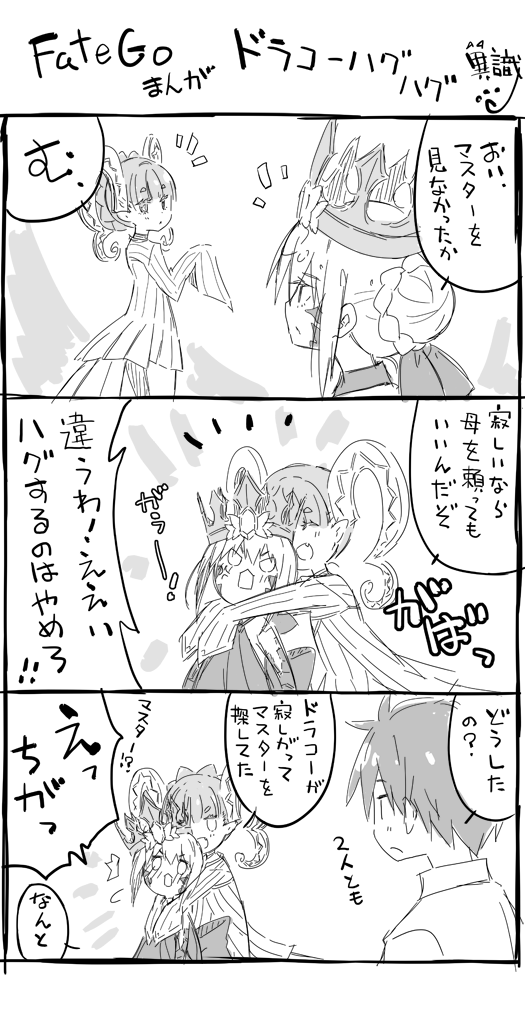 FateGo
まんが
ドラコーハグ
ハグ
異識
おい、
マスターを
見なかったか
む、
寂しいなら
母を頼っても
いいんだぞ
がばっ
がうー!
違うわ!ええい
ハグするのはやめろ
!!
どうした
の?
2人とも
ドラコーが
寂しがって
マスターを
探してた
マスター!?
えっ
ちがっ
なんと